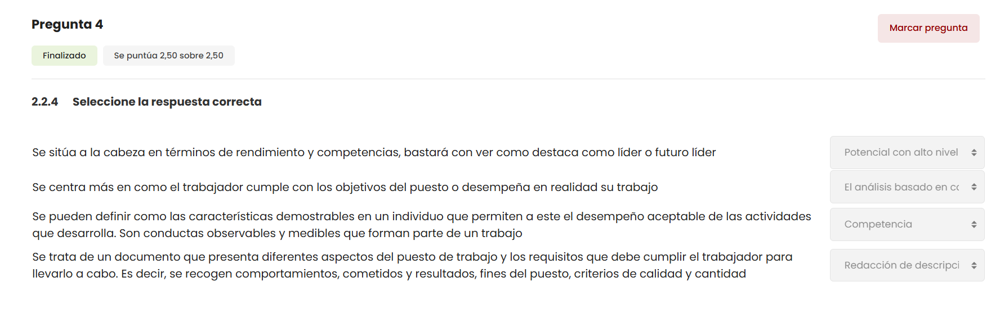 Pregunta 4
Marcar pregunta
Finalizado
Se puntúa 2,50 sobre 2,50
2.2.4 Seleccione la respuesta correcta
Se sitúa a la cabeza en términos de rendimiento y competencias, bastará con ver como destaca como líder o futuro líder
Potencial con alto nivel
Se centra más en como el trabajador cumple con los objetivos del puesto o desempeña en realidad su trabajo
El análisis basado en cc
Se pueden definir como las características demostrables en un individuo que permiten a este el desempeño aceptable de las actividades
que desarrolla. Son conductas observables y medibles que forman parte de un trabajo
Competencia
Se trata de un documento que presenta diferentes aspectos del puesto de trabajo y los requisitos que debe cumplir el trabajador para
llevarlo a cabo. Es decir, se recogen comportamientos, cometidos y resultados, fines del puesto, criterios de calidad y cantidad
Redacción de descripci